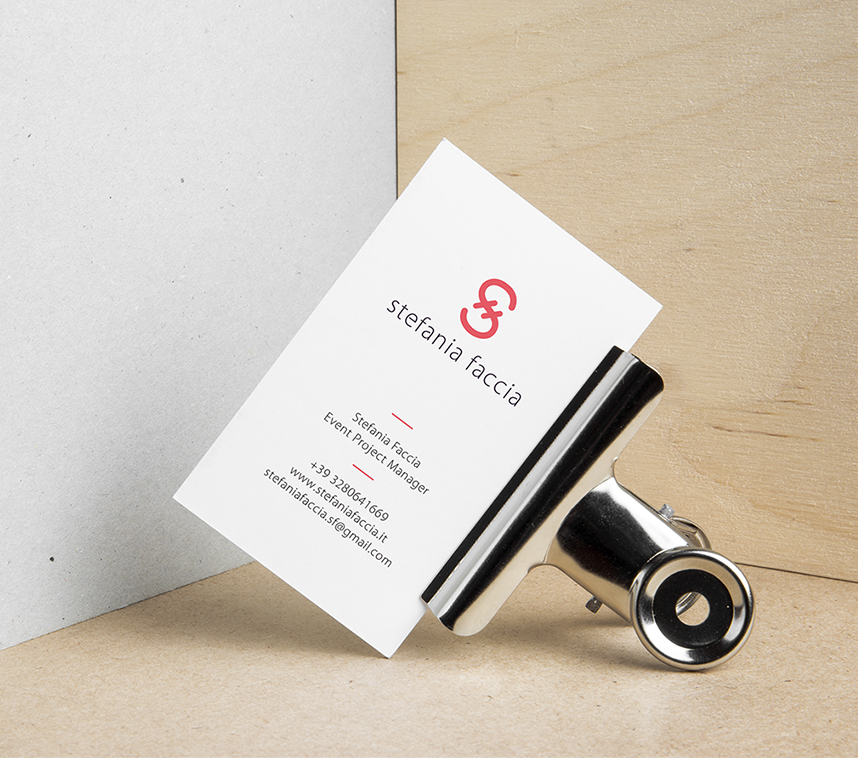 stefania faccia
Stefania Faccia
Event Project Manager
+39 3280641669
www.stefaniafaccia.it
stefaniafaccia.sf@gmail.com